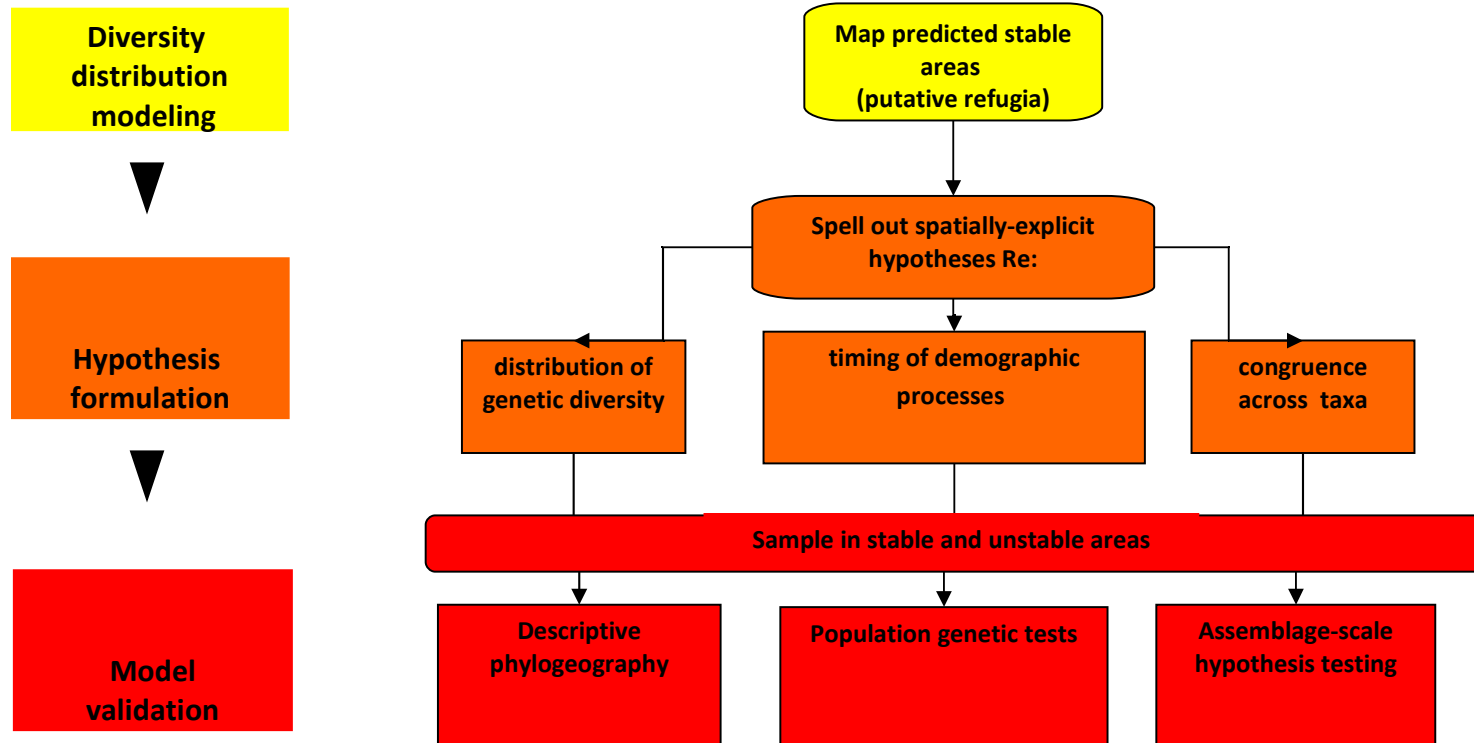 Diversity
distribution
modeling
Map predicted stable
areas
(putative refugia)
Hypothesis
formulation
Spell out spatially-explicit
hypotheses Re:
distribution of
genetic diversity
timing of demographic
processes
congruence
across taxa
Model
validation
Sample in stable and unstable areas
Descriptive
phylogeography
Population genetic tests
Assemblage-scale
hypothesis testing